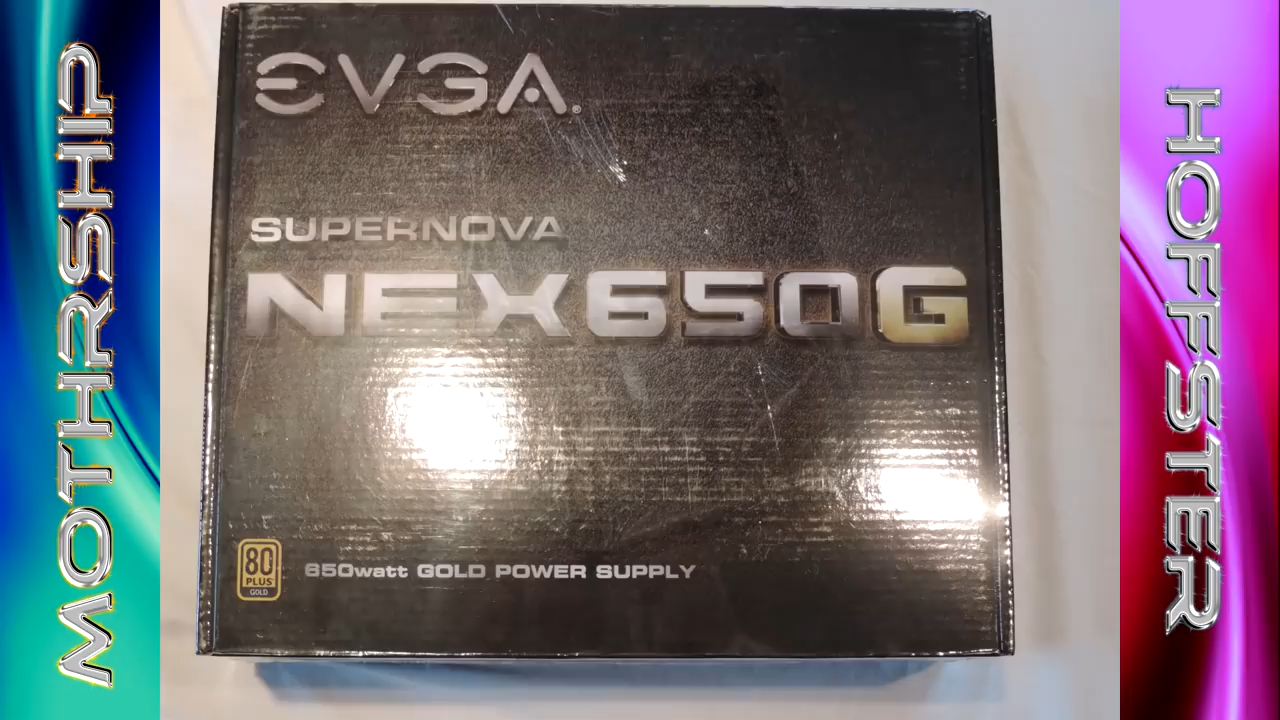 MOTHRSHIP
EVGA®
SUPERNOVA
NEX650G
80
PLUS
GOLD
650watt GOLD POWER SUPPLY
HOFFSTER